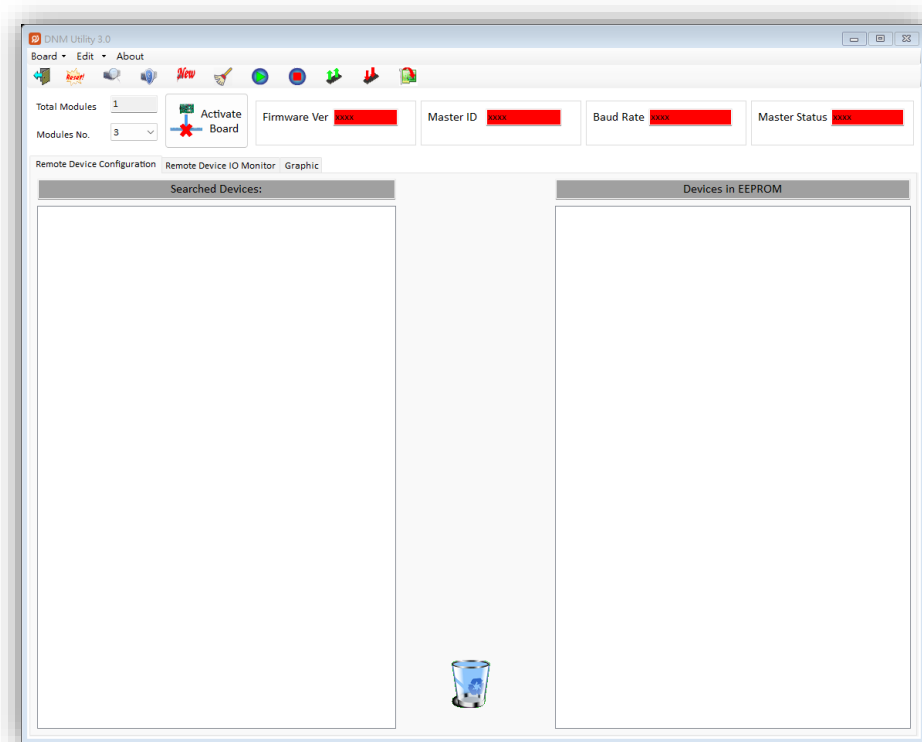 DNM Utility 3.0
Board Edit About
Reset! New
Total Modules 1
Modules No. 3
Activate
Board
Firmware Ver xxxx
Master ID xxxx
Baud Rate xxxx
Master Status xxxx
Remote Device Configuration Remote Device IO Monitor Graphic
Searched Devices: Devices in EEPROM